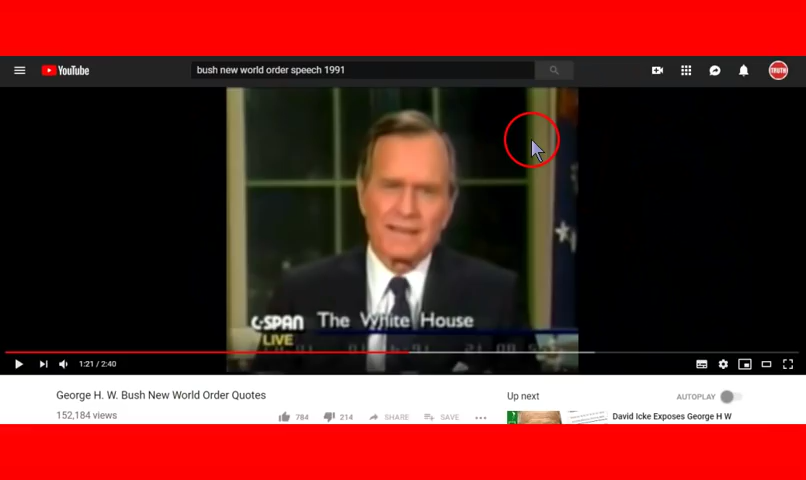 YouTube
bush new world order speech 1991
TRUTH
C-SPAN The White House
LIVE
1:21 / 2:40
George H. W. Bush New World Order Quotes
Up next
AUTOPLAY
152,184 views
784
214
SHARE
SAVE
David Icke Exposes George H W